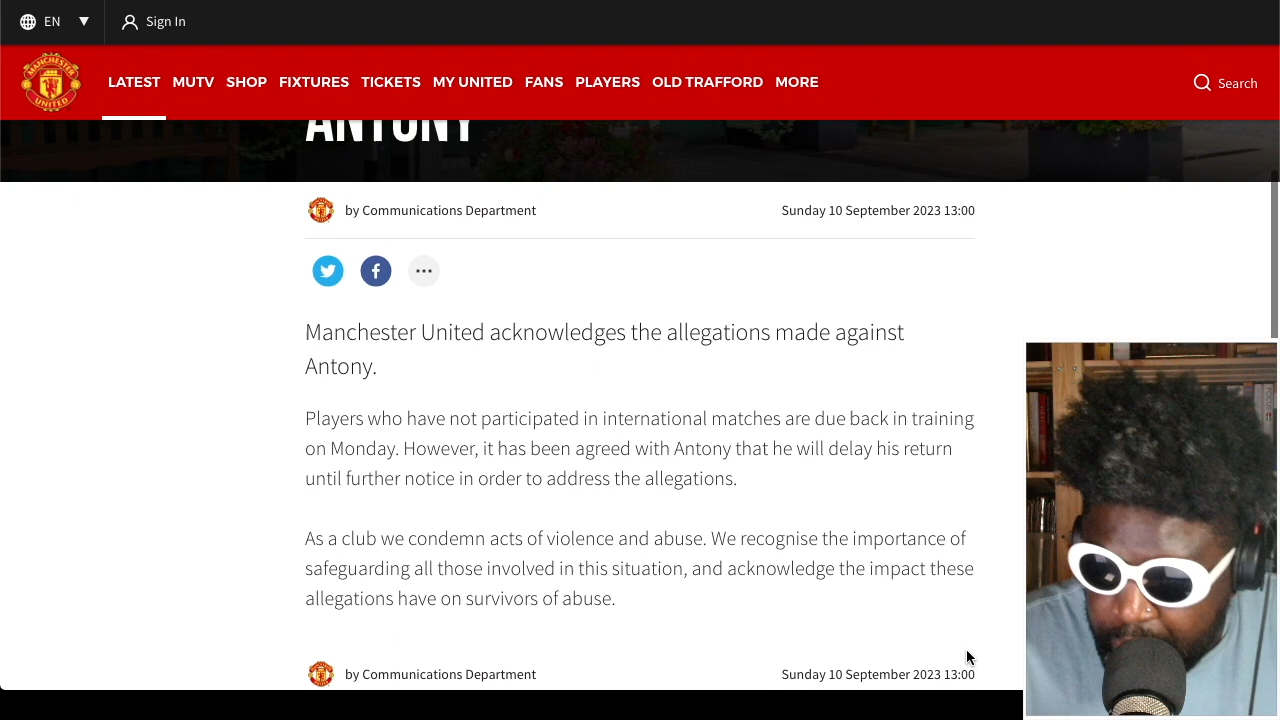 EN
Sign In
LATEST MUTV SHOP FIXTURES TICKETS MY UNITED FANS PLAYERS OLD TRAFFORD MORE
Search
ANTONY
by Communications Department
Sunday 10 September 2023 13:00
Manchester United acknowledges the allegations made against
Antony.
Players who have not participated in international matches are due back in training
on Monday. However, it has been agreed with Antony that he will delay his return
until further notice in order to address the allegations.
As a club we condemn acts of violence and abuse. We recognise the importance of
safeguarding all those involved in this situation, and acknowledge the impact these
allegations have on survivors of abuse.
by Communications Department
Sunday 10 September 2023 13:00